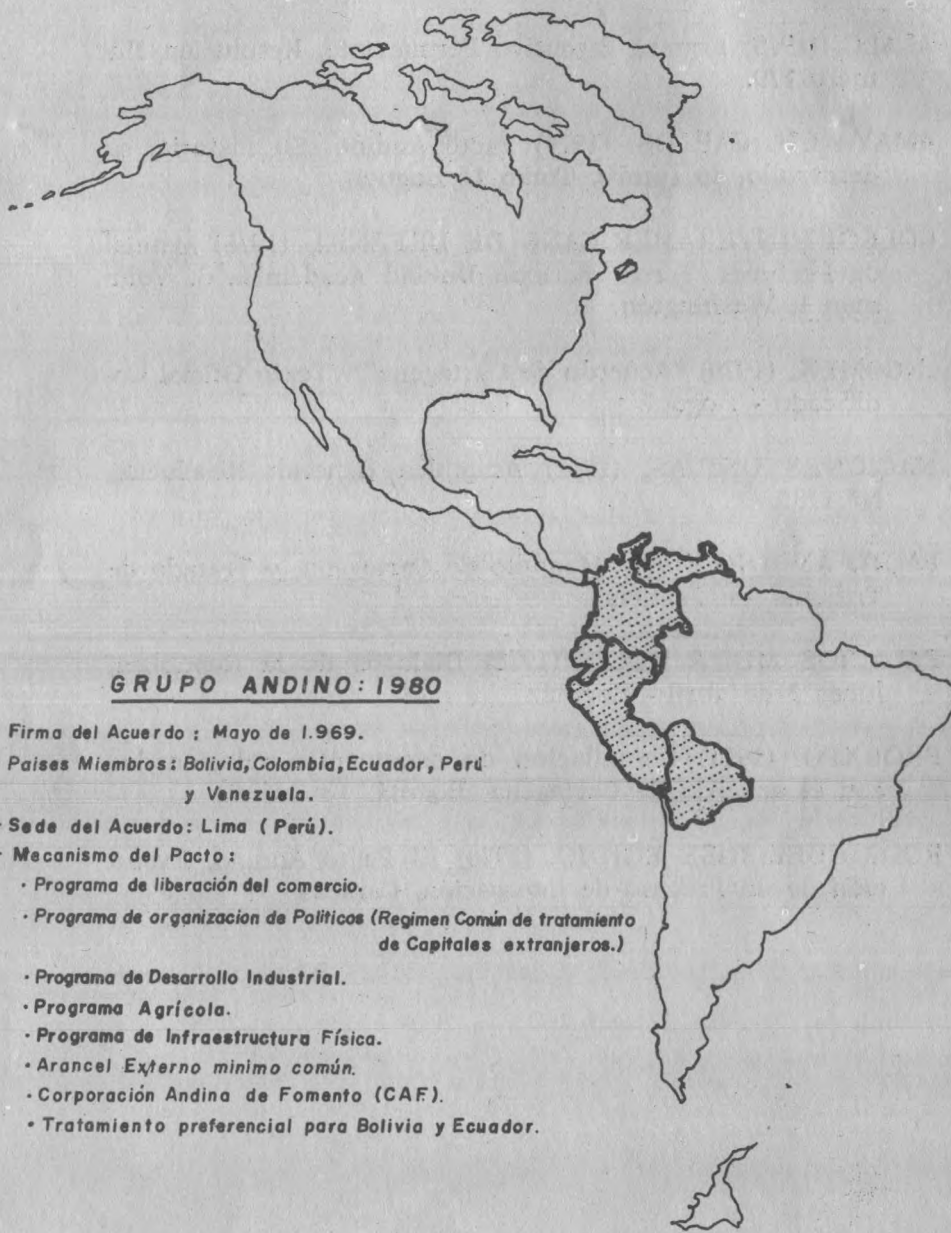 GRUPO ANDINO: 1980
Firma del Acuerdo : Mayo de 1.969.
Paises Miembros: Bolivia, Colombia, Ecuador, Perú
y Venezuela.
Sede del Acuerdo: Lima (Perú).
Mecanismo del Pacto:
· Programa de liberación del comercio.
· Programa de organizacion de Politicos (Regimen Común de tratamiento
de Capitales extranjeros.)
· Programa de Desarrollo Industrial.
· Programa Agrícola.
· Programa de Infraestructura Física.
· Arancel Externo minimo común.
· Corporación Andina de Fomento (CAF).
· Tratamiento preferencial para Bolivia y Ecuador.